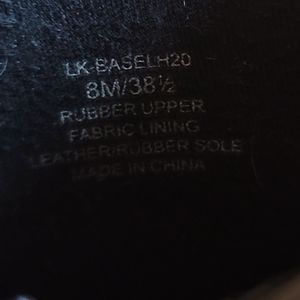 LK-BASELH20
8M/38½
RUBBER UPPER
FABRIC LINING
LEATHER/RUBBER SOLE
MADE IN CHINA